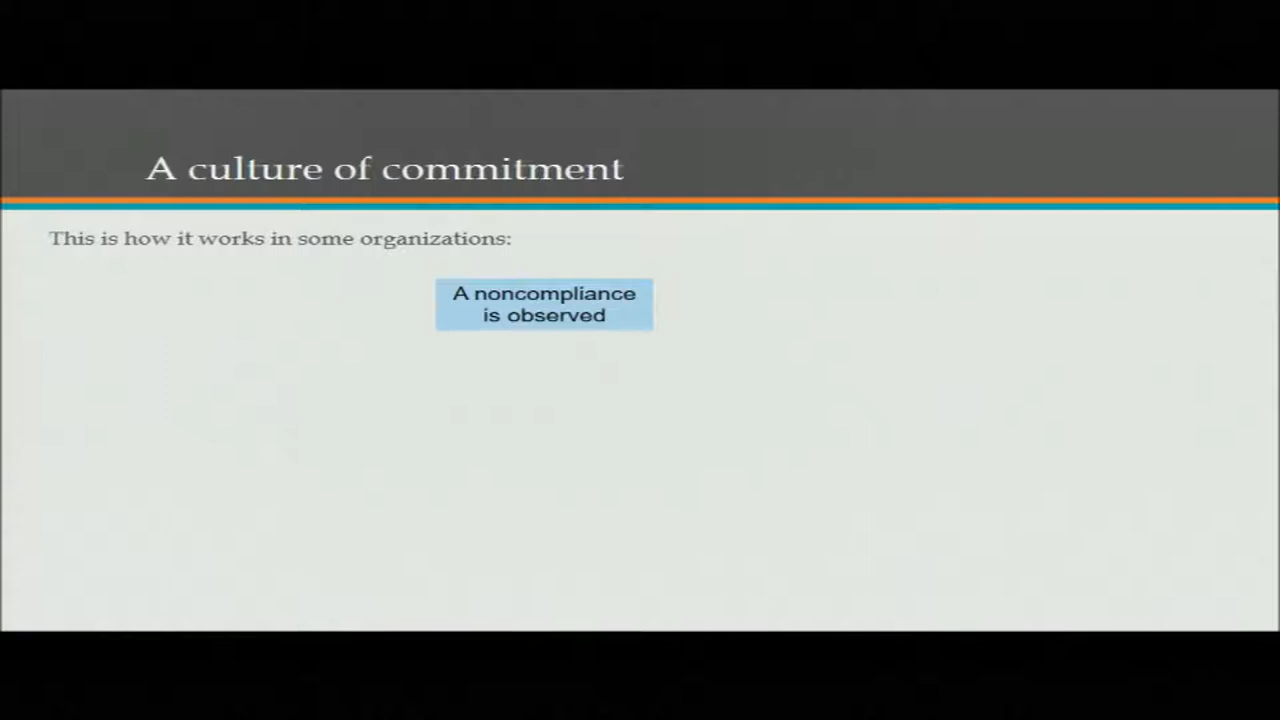 A culture of commitment
This is how it works in some organizations:
A noncompliance
is observed